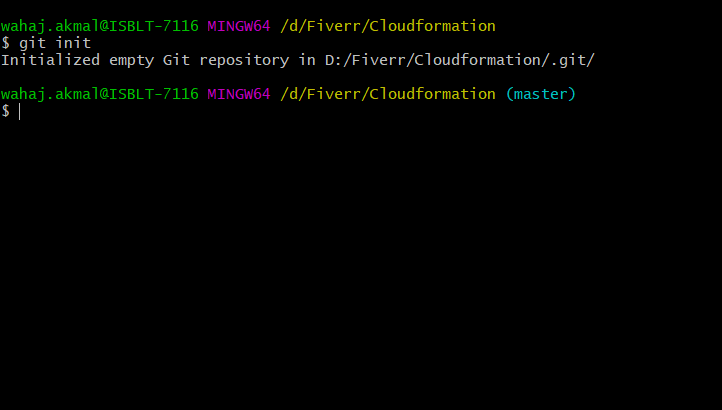 wahaj.akmal@ISBLT-7116 MINGW64 /d/Fiverr/Cloudformation
$ git init
Initialized empty Git repository in D:/Fiverr/Cloudformation/.git/
wahaj.akmal@ISBLT-7116 MINGW64 /d/Fiverr/Cloudformation (master)
$